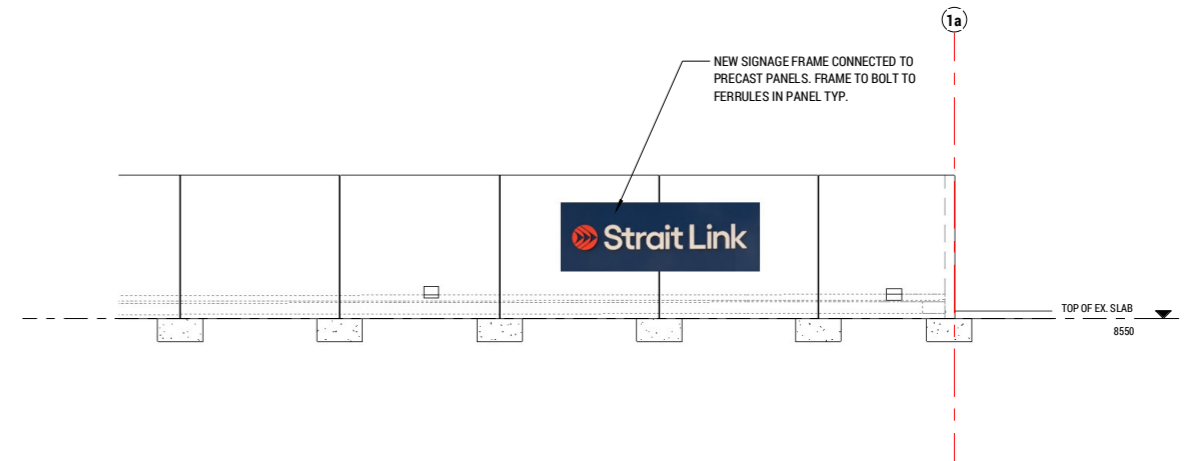 1a
NEW SIGNAGE FRAME CONNECTED TO
PRECAST PANELS. FRAME TO BOLT TO
FERRULES IN PANEL TYP.
Strait Link
TOP OF EX. SLAB
8550